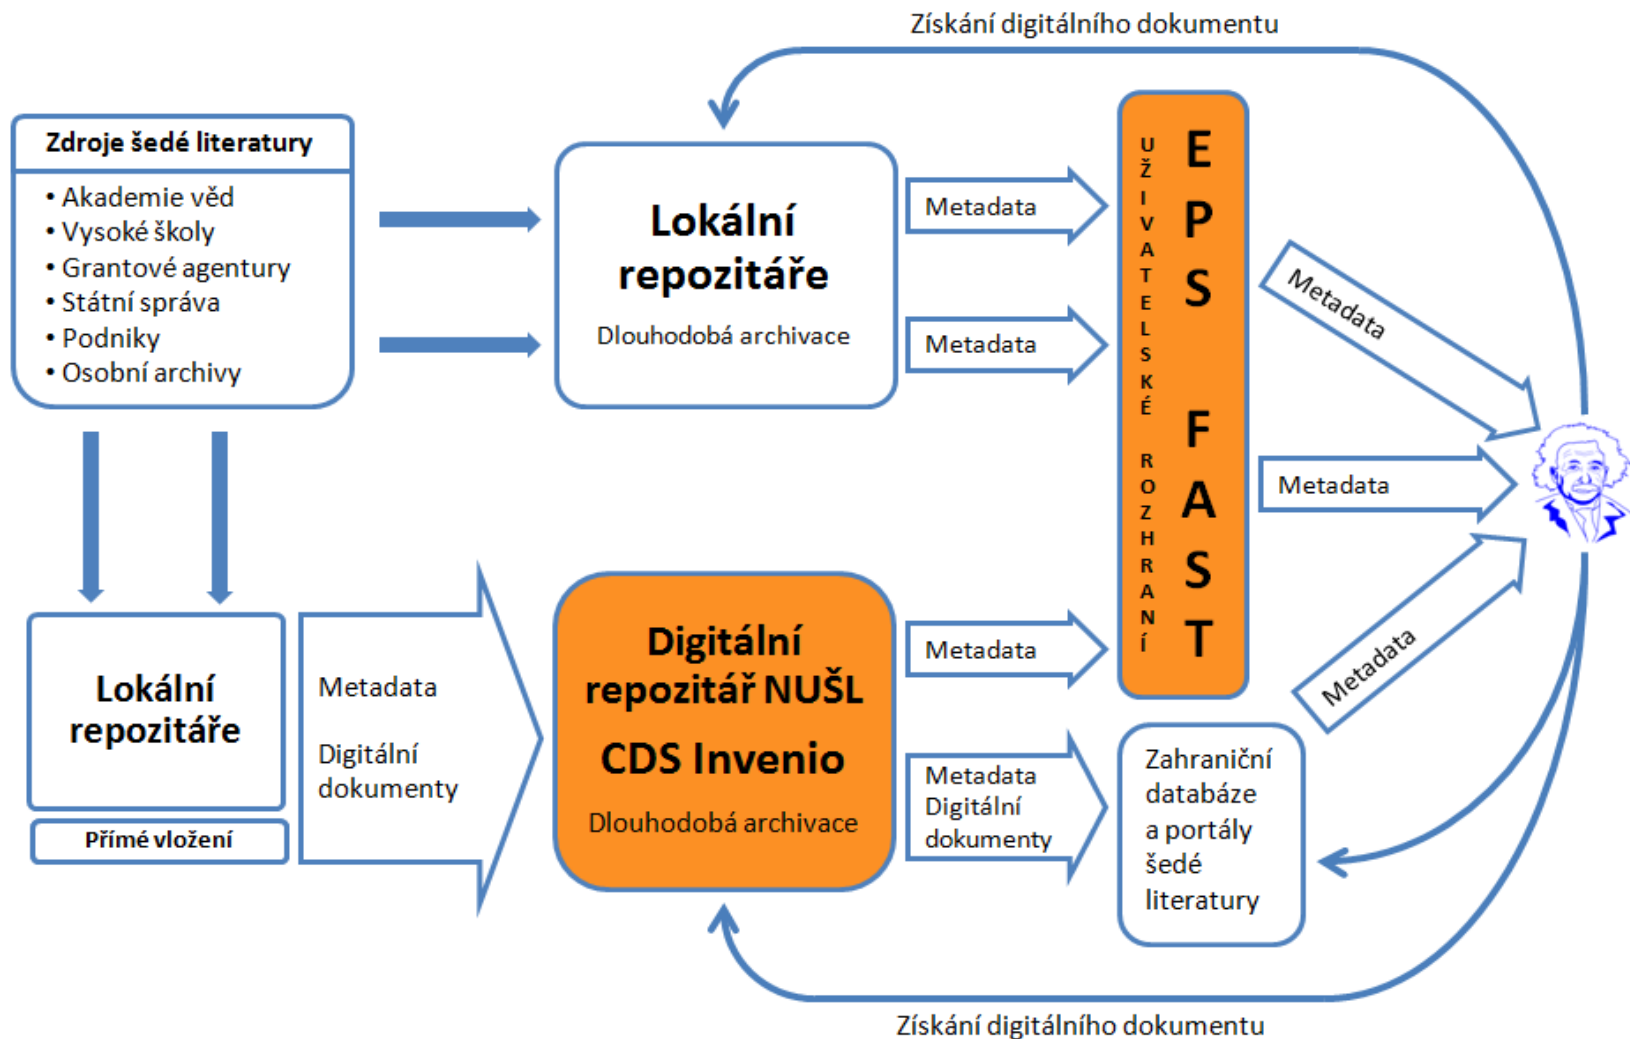 Získání digitálního dokumentu
Zdroje šedé literatury
• Akademie věd
• Vysoké školy
• Grantové agentury
• Státní správa
• Podniky
• Osobní archivy
Lokální
repozitáře
Dlouhodobá archivace
Metadata
Metadata
UŽIVATELSKÉ ROZHRANÍ
EPS FAST
Metadata
Metadata
Metadata
Lokální
repozitáře
Přímé vložení
Metadata
Digitální
dokumenty
Digitální
repozitář NUŠL
CDS Invenio
Dlouhodobá archivace
Metadata
Metadata
Digitální
dokumenty
Zahraniční
databáze
a portály
šedé
literatury
Získání digitálního dokumentu